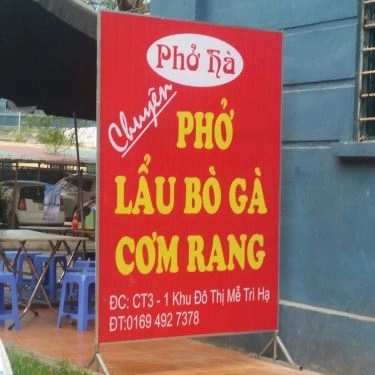 Phở Hà
Chuyên
PHỞ
LẨU BÒ GÀ
CƠM RANG
ĐC: CT3 - 1 Khu Đô Thị Mễ Trì Hạ
ĐT:0169 492 7378